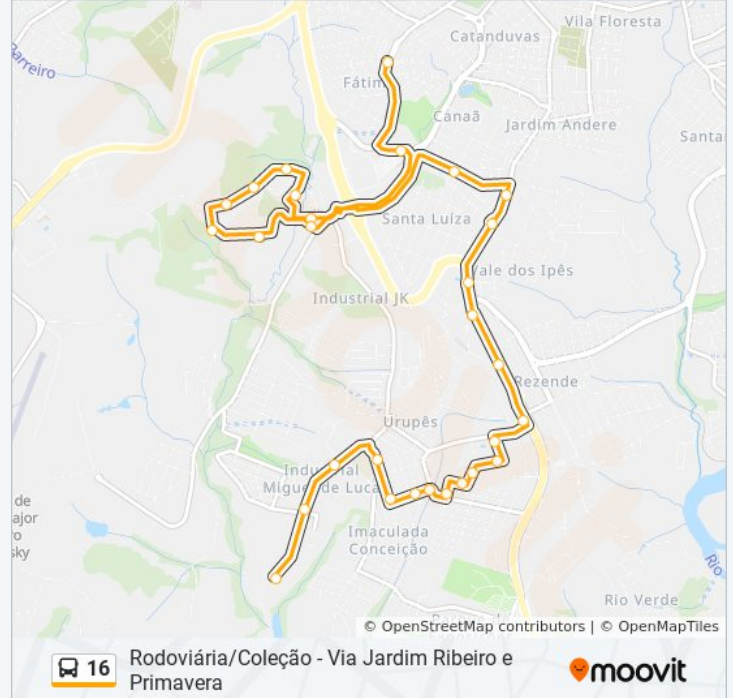 Vila Floresta
Catanduvas
Barreiro
Fátim
Canaã
Jardim Andere
Santa
Santa Luíza
Vale dos Ipês
Industrial JK
Rezende
Urupês
Industrial
Miguel de Luca
de
ajor
o
sky
Imaculada
Conceição
Rio
Rio Verde
© OpenStreetMap contributors | © OpenMapTiles
16
Rodoviária/Coleção - Via Jardim Ribeiro e
Primavera
moovit